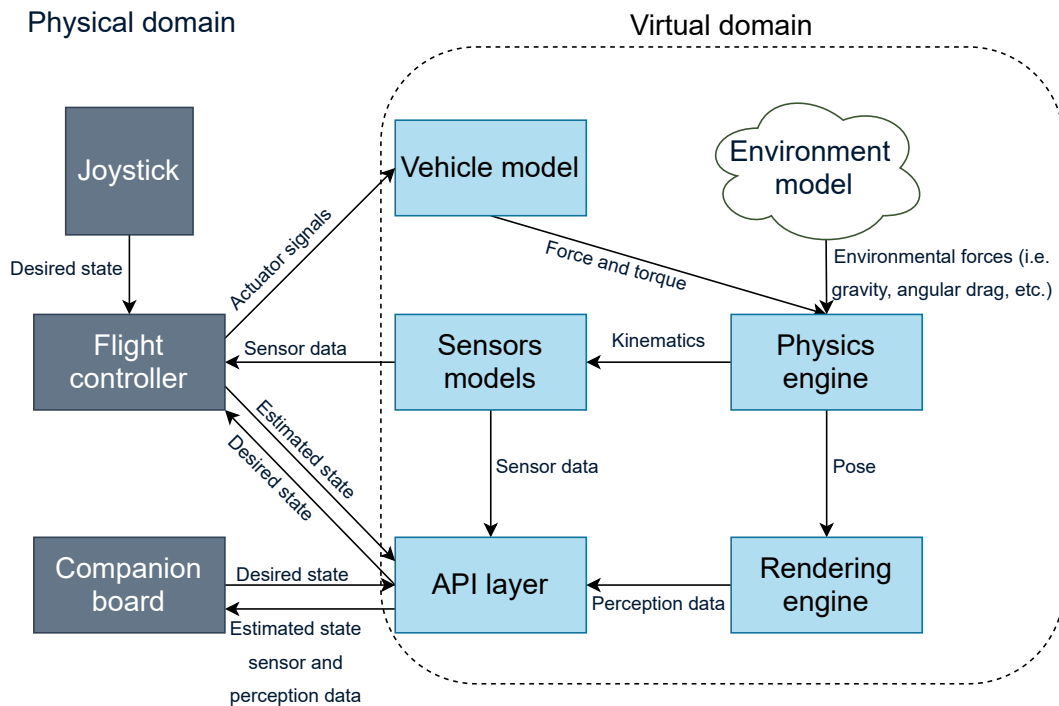 Physical domain
Virtual domain
Joystick
Vehicle model
Environment
model
Desired state
Actuator signals
Force and torque
Environmental forces (i.e.
gravity, angular drag, etc.)
Flight
controller
Sensor data
Sensors
models
Kinematics
Physics
engine
Estimated state
Desired state
Sensor data
Pose
Companion
board
Desired state
Estimated state
sensor and
perception data
API layer
Perception data
Rendering
engine